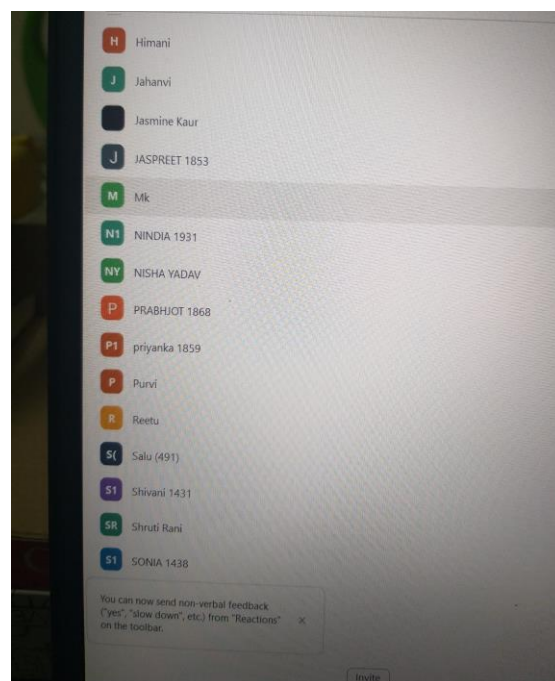 H Himani
J Jahanvi
Jasmine Kaur
J JASPREET 1853
M Mk
N1 NINDIA 1931
NY NISHA YADAV
P PRABHJOT 1868
P1 priyanka 1859
P Purvi
R Reetu
S( Salu (491)
S1 Shivani 1431
SR Shruti Rani
S1 SONIA 1438
You can now send non-verbal feedback
("yes", "slow down", etc.) from "Reactions" ×
on the toolbar.
Invite